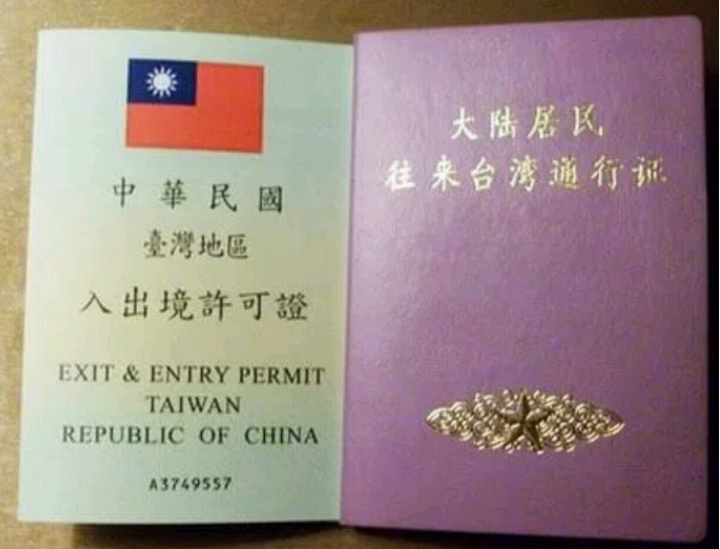 中華民國
臺灣地區
入出境許可證
EXIT & ENTRY PERMIT
TAIWAN
REPUBLIC OF CHINA
A3749557
大陆居民
往来台湾通行证